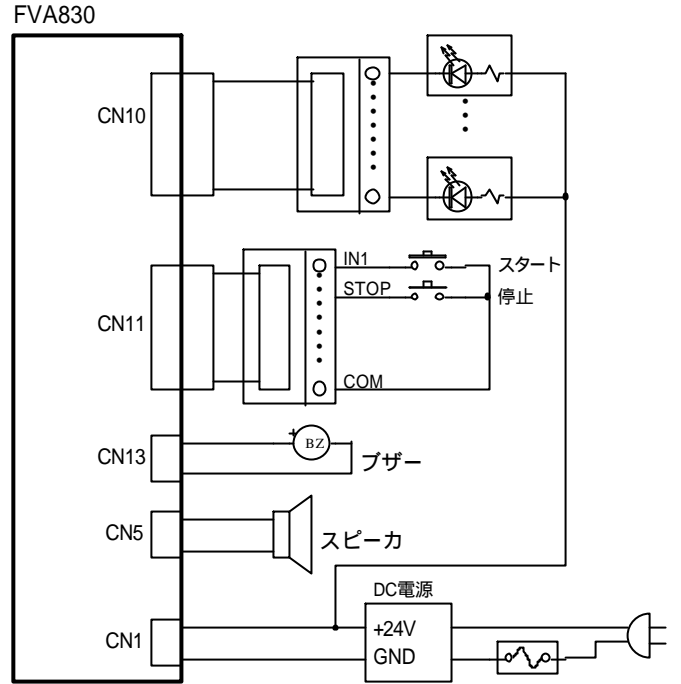 FVA830
CN10
IN1
スタート
STOP
停止
CN11
COM
CN13
+
BZ
ブザー
CN5
スピーカ
DC電源
CN1
+24V
GND